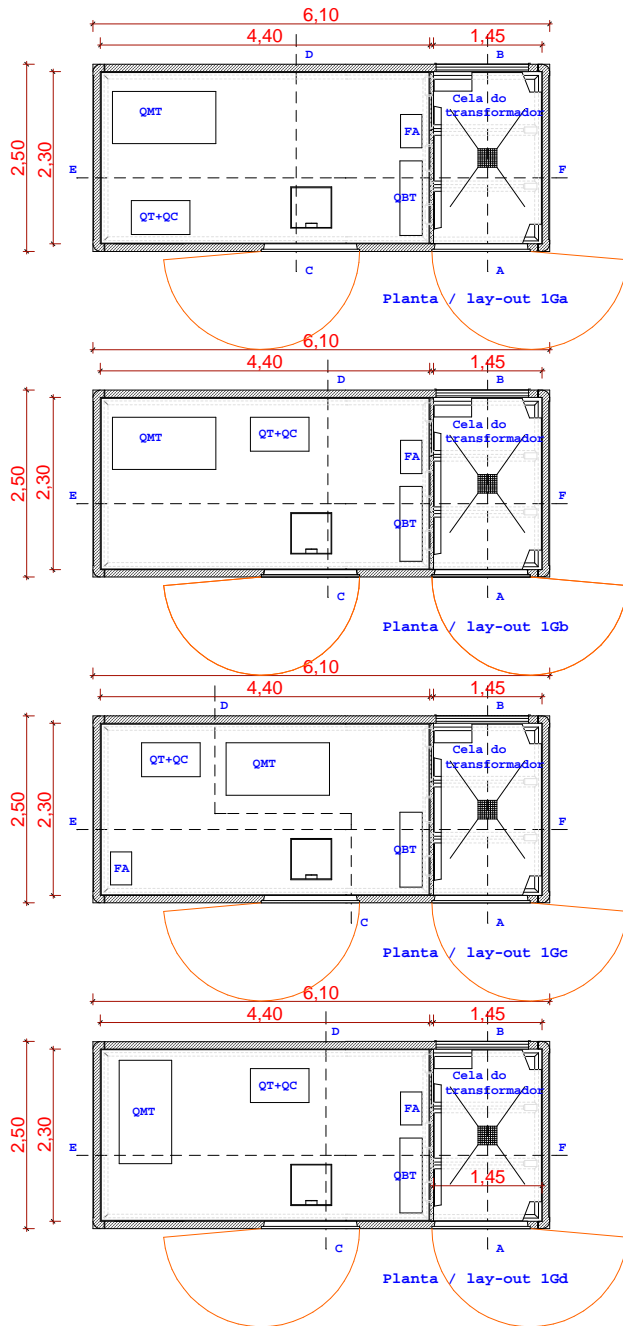 6,10
4,40 1,45
D B
2,50 2,30
QMT
Cela do
transformador
FA
E F
QT+QC
QBT
C A
Planta / lay-out 1Ga
6,10
4,40 1,45
D B
2,50 2,30
QMT
QT+QC
Cela do
transformador
FA
E F
QBT
C A
Planta / lay-out 1Gb
6,10
4,40 1,45
D B
2,50 2,30
QT+QC
QMT
Cela do
transformador
E F
QBT
FA
C A
Planta / lay-out 1Gc
6,10
4,40 1,45
D B
2,50 2,30
QMT
QT+QC
Cela do
transformador
FA
E F
QBT
1,45
C A
Planta / lay-out 1Gd